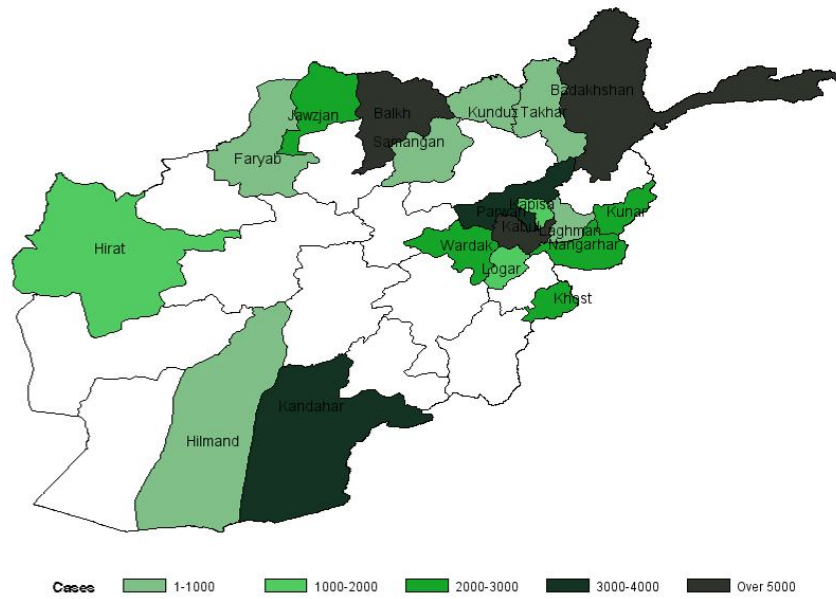 Badakhshan
Jawzjan
Balkh
Kunduz
Takhar
Samangan
Faryab
Kapisa
Parwan
Kunar
Kabul
Laghman
Hirat
Wardak
Nangarhar
Logar
Khost
Kandahar
Hilmand
Cases 1-1000 1000-2000 2000-3000 3000-4000 Over 5000